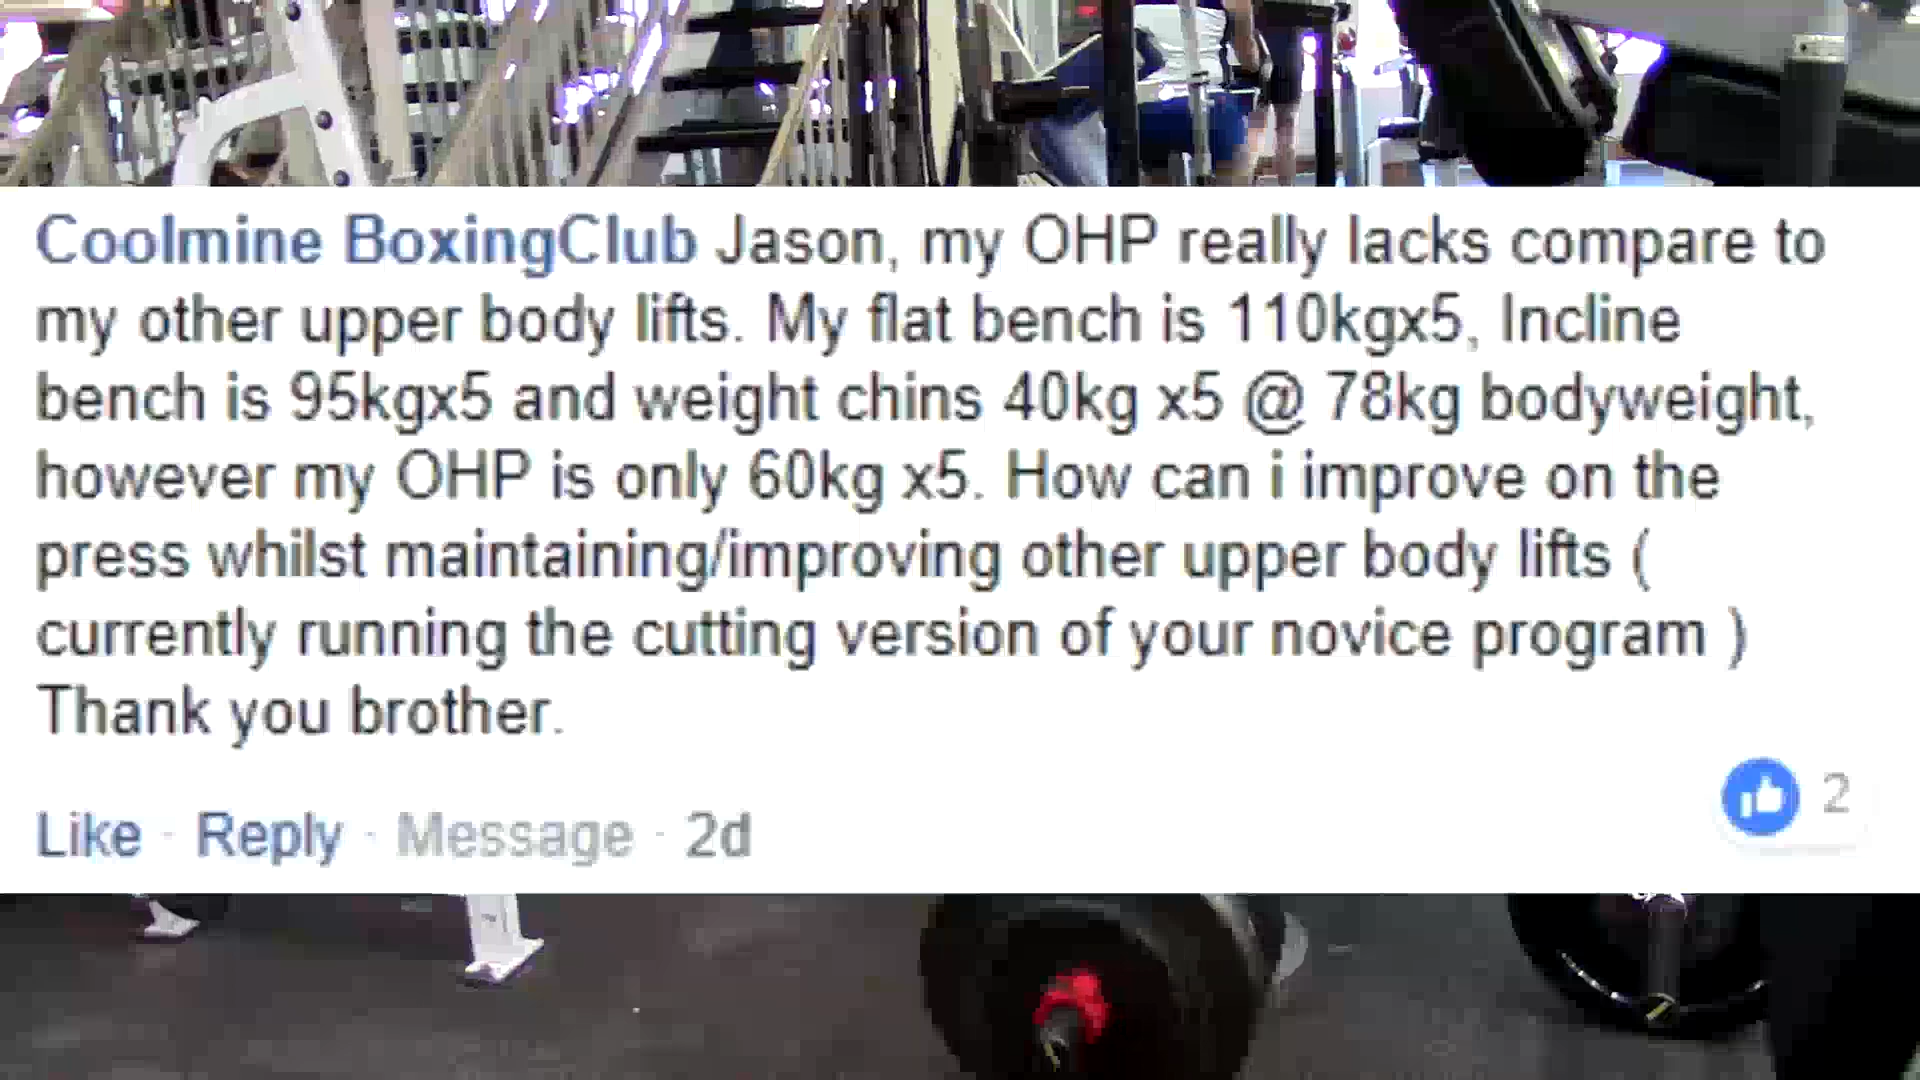 Coolmine BoxingClub Jason, my OHP really lacks compare to
my other upper body lifts. My flat bench is 110kgx5, Incline
bench is 95kgx5 and weight chins 40kg x5 @ 78kg bodyweight,
however my OHP is only 60kg x5. How can i improve on the
press whilst maintaining/improving other upper body lifts (
currently running the cutting version of your novice program )
Thank you brother.
Like · Reply · Message · 2d
2